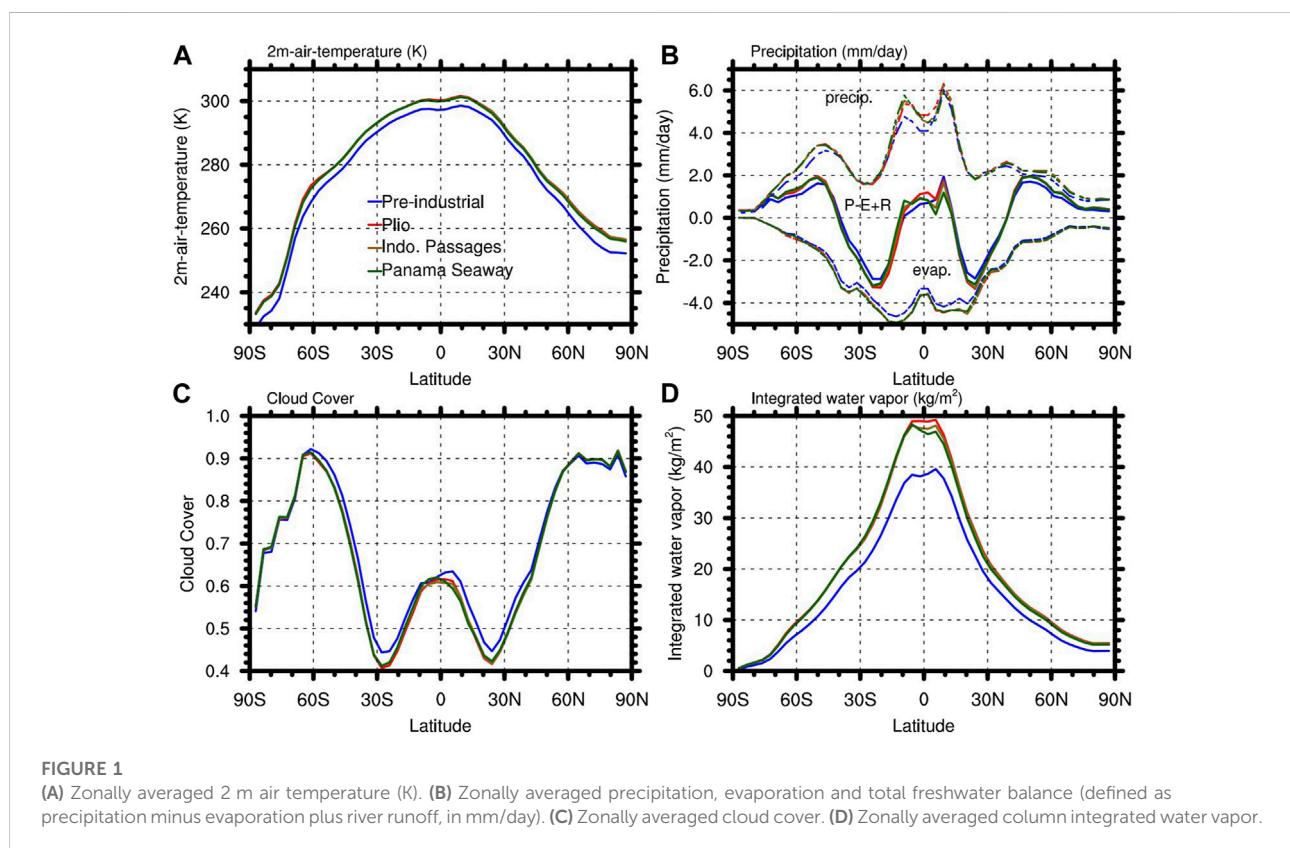 A 2m-air-temperature (K)
2m-air-temperature (K)
300
280
260
240
Pre-industrial
Plio
Indo. Passages
Panama Seaway
90S 60S 30S 0 30N 60N 90N
Latitude
B Precipitation (mm/day)
Precipitation (mm/day)
6.0
4.0
2.0
0.0
-2.0
-4.0
precip.
P-E+R
evap.
90S 60S 30S 0 30N 60N 90N
Latitude
C Cloud Cover
Cloud Cover
1.0
0.9
0.8
0.7
0.6
0.5
0.4
90S 60S 30S 0 30N 60N 90N
Latitude
D Integrated water vapor (kg/m²)
Integrated water vapor (kg/m²)
50
40
30
20
10
0
90S 60S 30S 0 30N 60N 90N
Latitude
FIGURE 1
(A) Zonally averaged 2 m air temperature (K). (B) Zonally averaged precipitation, evaporation and total freshwater balance (defined as
precipitation minus evaporation plus river runoff, in mm/day). (C) Zonally averaged cloud cover. (D) Zonally averaged column integrated water vapor.